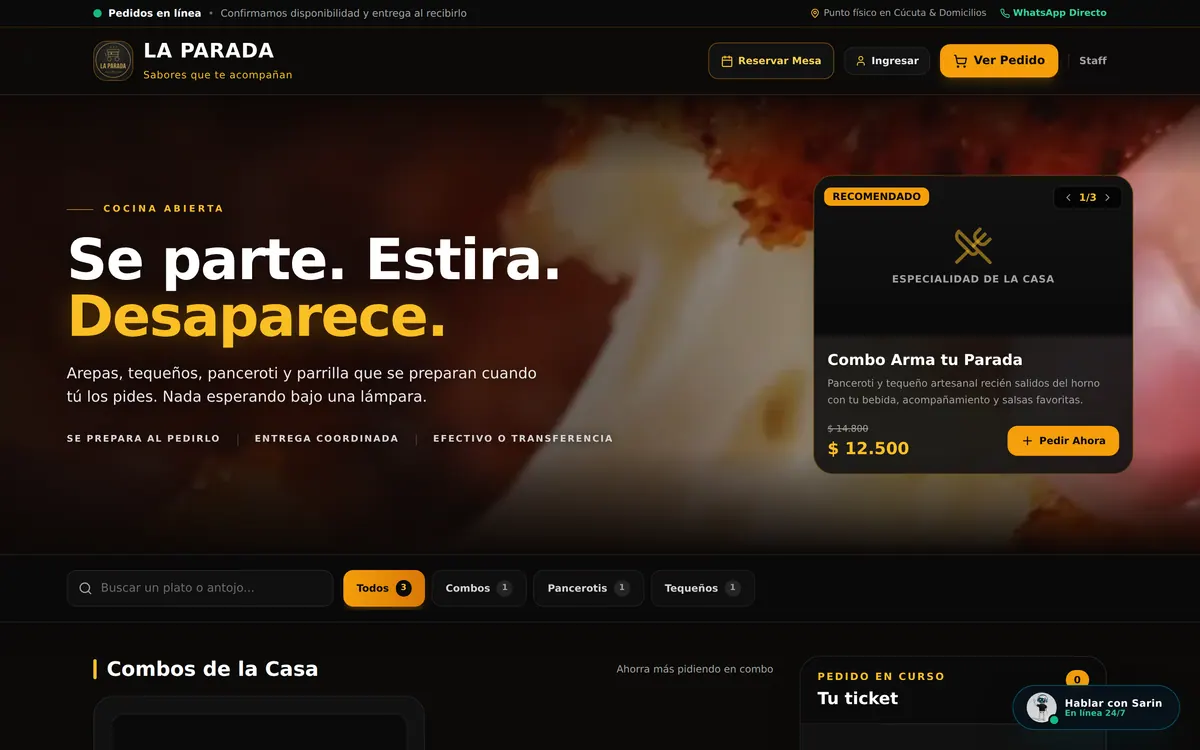 Pedidos en línea • Confirmamos disponibilidad y entrega al recibirlo
Punto físico en Cúcuta & Domicilios
WhatsApp Directo
LA PARADA
LA PARADA
Sabores que te acompañan
Reservar Mesa
Ingresar
Ver Pedido
Staff
COCINA ABIERTA
Se parte. Estira.
Desaparece.
Arepas, tequeños, panceroti y parrilla que se preparan cuando
tú los pides. Nada esperando bajo una lámpara.
SE PREPARA AL PEDIRLO | ENTREGA COORDINADA | EFECTIVO O TRANSFERENCIA
RECOMENDADO
1/3
ESPECIALIDAD DE LA CASA
Combo Arma tu Parada
Panceroti y tequeño artesanal recién salidos del horno
con tu bebida, acompañamiento y salsas favoritas.
$ 14.800
$ 12.500
+ Pedir Ahora
Buscar un plato o antojo...
Todos 3
Combos 1
Pancerotis 1
Tequeños 1
Combos de la Casa
Ahorra más pidiendo en combo
PEDIDO EN CURSO
0
Tu ticket
Hablar con Sarin
En línea 24/7